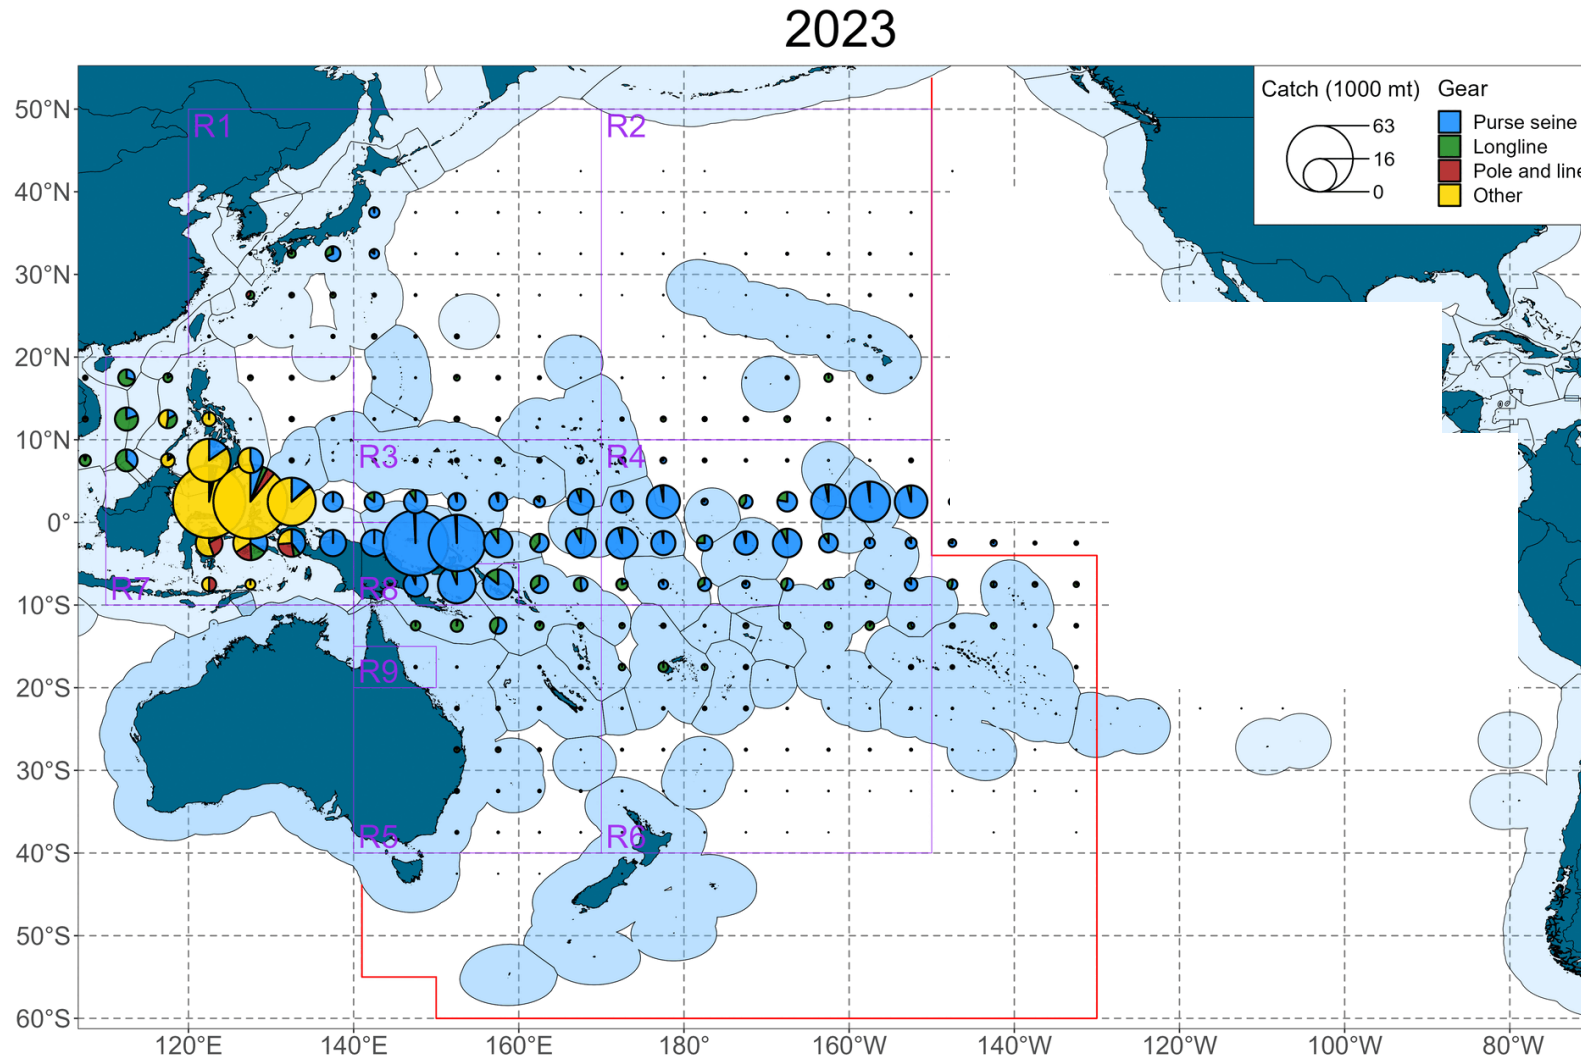 2023
Catch (1000 mt)
63
16
0
Gear
Purse seine
Longline
Pole and line
Other
50°N
40°N
30°N
20°N
10°N
0°
10°S
20°S
30°S
40°S
50°S
60°S
R1
R2
R3
R4
R7
R8
R9
R5
R6
120°E
140°E
160°E
180°
160°W
140°W
120°W
100°W
80°W